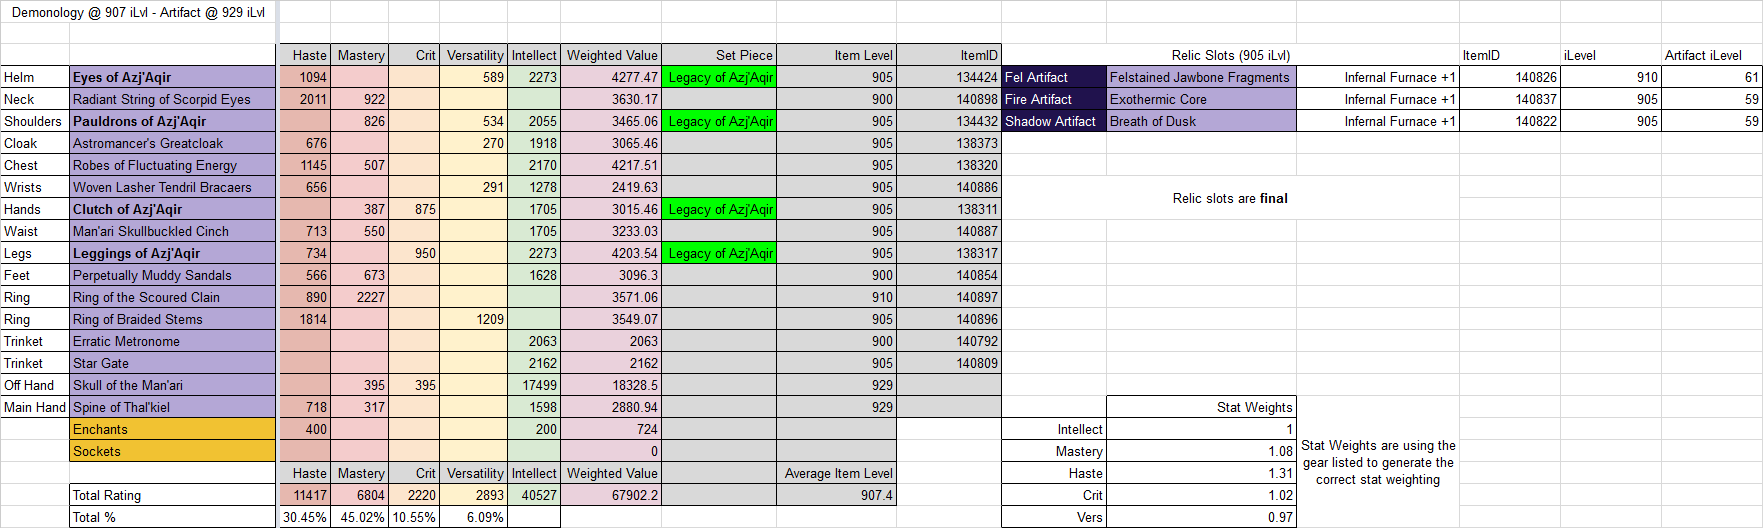 Demonology @ 907 iLvl - Artifact @ 929 iLvl
Haste Mastery Crit Versatility Intellect Weighted Value Set Piece Item Level ItemID Relic Slots (905 iLvl) ItemID iLevel Artifact iLevel
Helm Eyes of Azj'Aqir 1094 589 2273 4277.47 Legacy of Azj'Aqir 905 134424 Fel Artifact Felstained Jawbone Fragments Infernal Furnace +1 140826 910 61
Neck Radiant String of Scorpid Eyes 2011 922 3630.17 900 140898 Fire Artifact Exothermic Core Infernal Furnace +1 140837 905 59
Shoulders Pauldrons of Azj'Aqir 826 534 2055 3465.06 Legacy of Azj'Aqir 905 134432 Shadow Artifact Breath of Dusk Infernal Furnace +1 140822 905 59
Cloak Astromancer's Greatcloak 676 270 1918 3065.46 905 138373
Chest Robes of Fluctuating Energy 1145 507 2170 4217.51 905 138320
Wrists Woven Lasher Tendril Bracaers 656 291 1278 2419.63 905 140886
Relic slots are final
Hands Clutch of Azj'Aqir 387 875 1705 3015.46 Legacy of Azj'Aqir 905 138311
Waist Man'ari Skullbuckled Cinch 713 550 1705 3233.03 905 140887
Legs Leggings of Azj'Aqir 734 950 2273 4203.54 Legacy of Azj'Aqir 905 138317
Feet Perpetually Muddy Sandals 566 673 1628 3096.3 900 140854
Ring Ring of the Scoured Clain 890 2227 3571.06 910 140897
Ring Ring of Braided Stems 1814 1209 3549.07 905 140896
Trinket Erratic Metronome 2063 2063 900 140792
Trinket Star Gate 2162 2162 905 140809
Off Hand Skull of the Man'ari 395 395 17499 18328.5 929
Main Hand Spine of Thal'kiel 718 317 1598 2880.94 929 Stat Weights
Enchants 400 200 724 Intellect 1
Sockets 0 Mastery 1.08
Haste Mastery Crit Versatility Intellect Weighted Value Average Item Level Haste 1.31
Total Rating 11417 6804 2220 2893 40527 67902.2 907.4 Crit 1.02
Total % 30.45% 45.02% 10.55% 6.09% Vers 0.97
Stat Weights are using the
gear listed to generate the
correct stat weighting